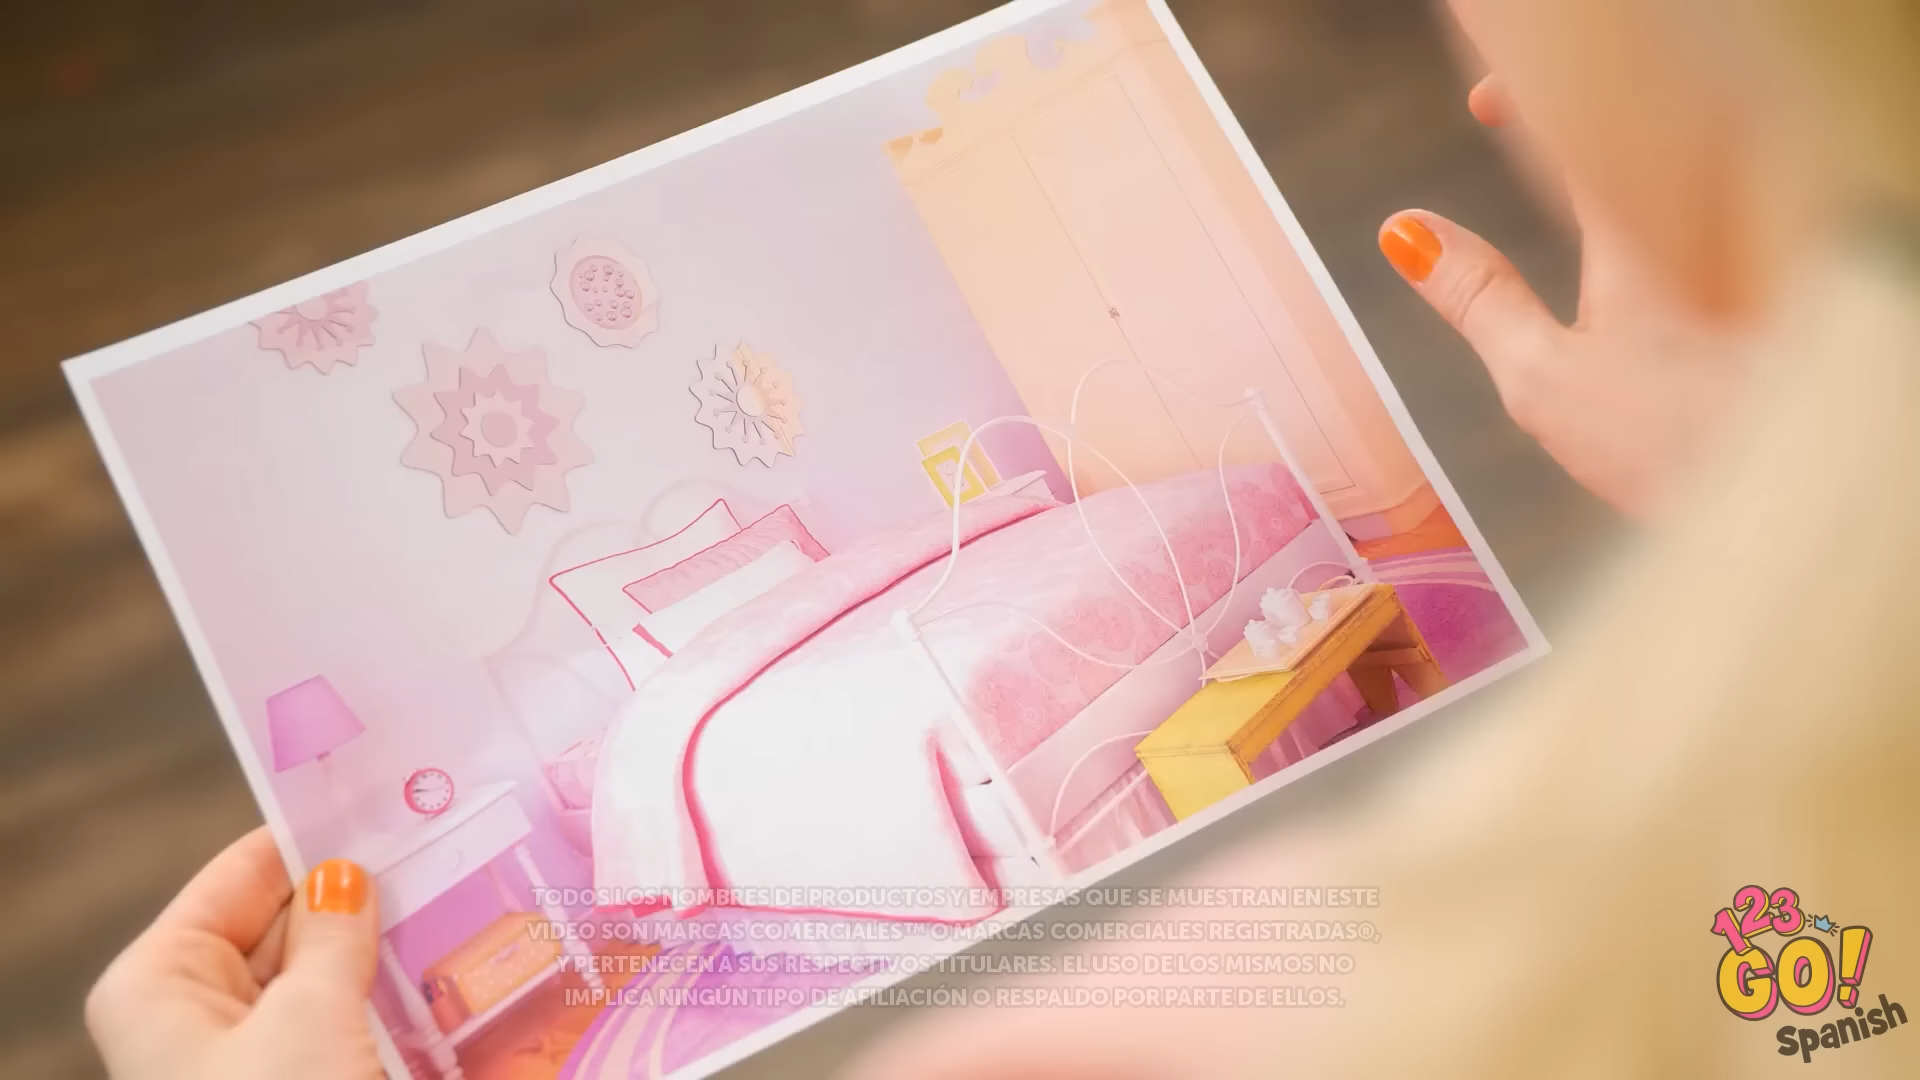 TODOS LOS NOMBRES DE PRODUCTOS Y EMPRESAS QUE SE MUESTRAN EN ESTE
VIDEO SON MARCAS COMERCIALES™ O MARCAS COMERCIALES REGISTRADAS®,
Y PERTENECEN A SUS RESPECTIVOS TITULARES. EL USO DE LOS MISMOS NO
IMPLICA NINGÚN TIPO DE AFILIACIÓN O RESPALDO POR PARTE DE ELLOS.
123
GO!
Spanish